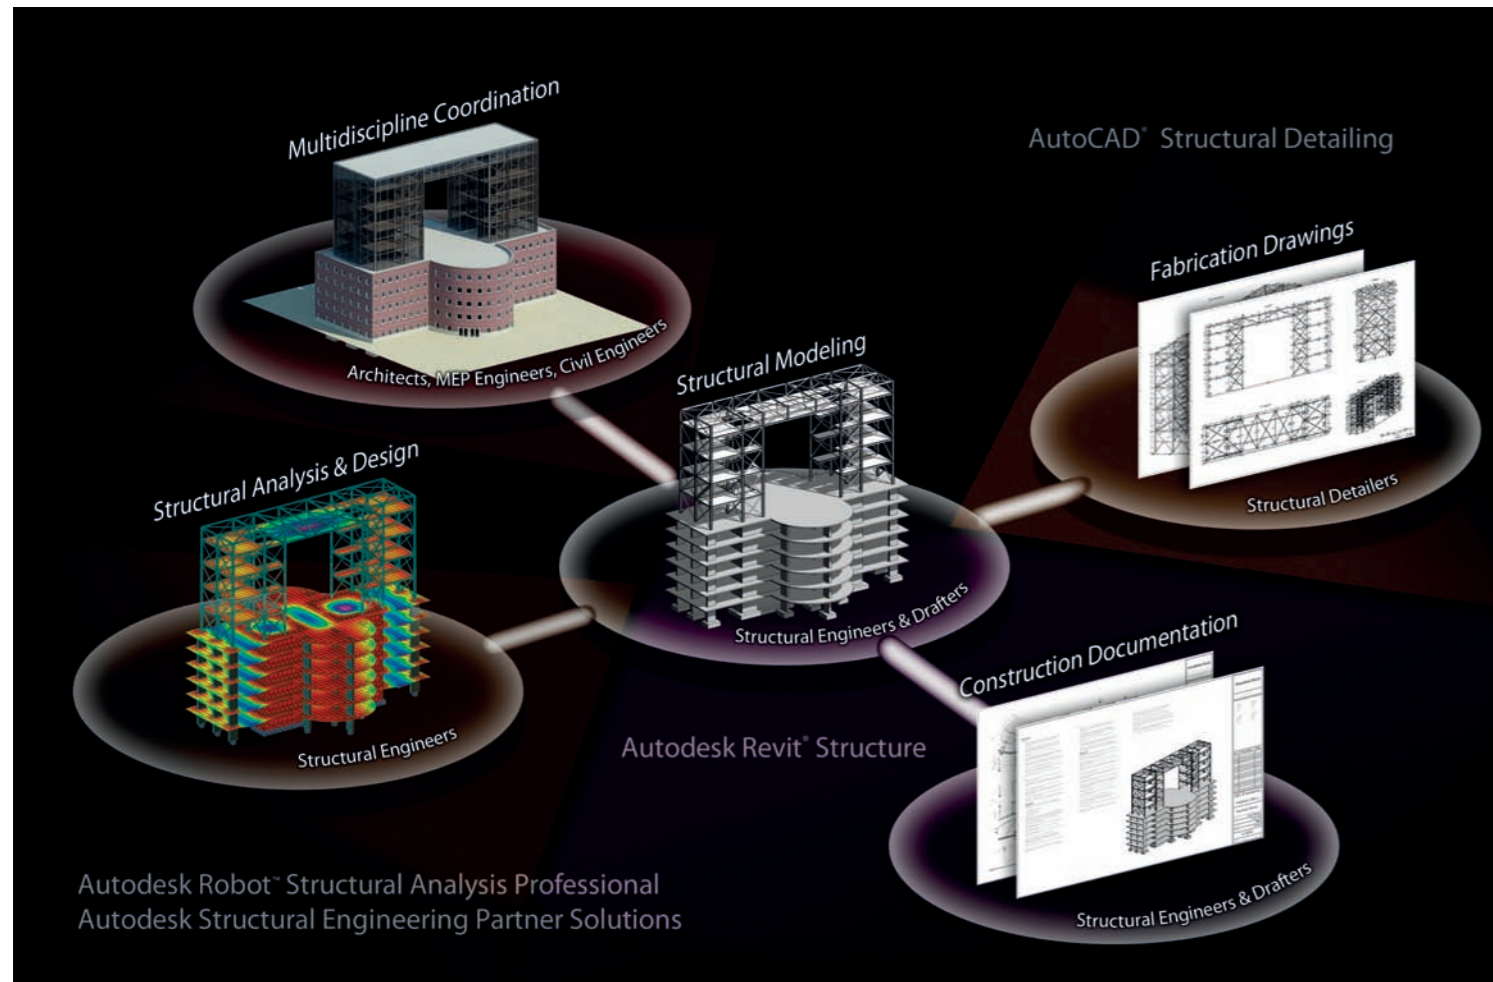 Multidiscipline Coordination
Architects, MEP Engineers, Civil Engineers
AutoCAD® Structural Detailing
Fabrication Drawings
Structural Detailers
Structural Modeling
Structural Engineers & Drafters
Structural Analysis & Design
Structural Engineers
Construction Documentation
Structural Engineers & Drafters
Autodesk Revit® Structure
Autodesk Robot™ Structural Analysis Professional
Autodesk Structural Engineering Partner Solutions